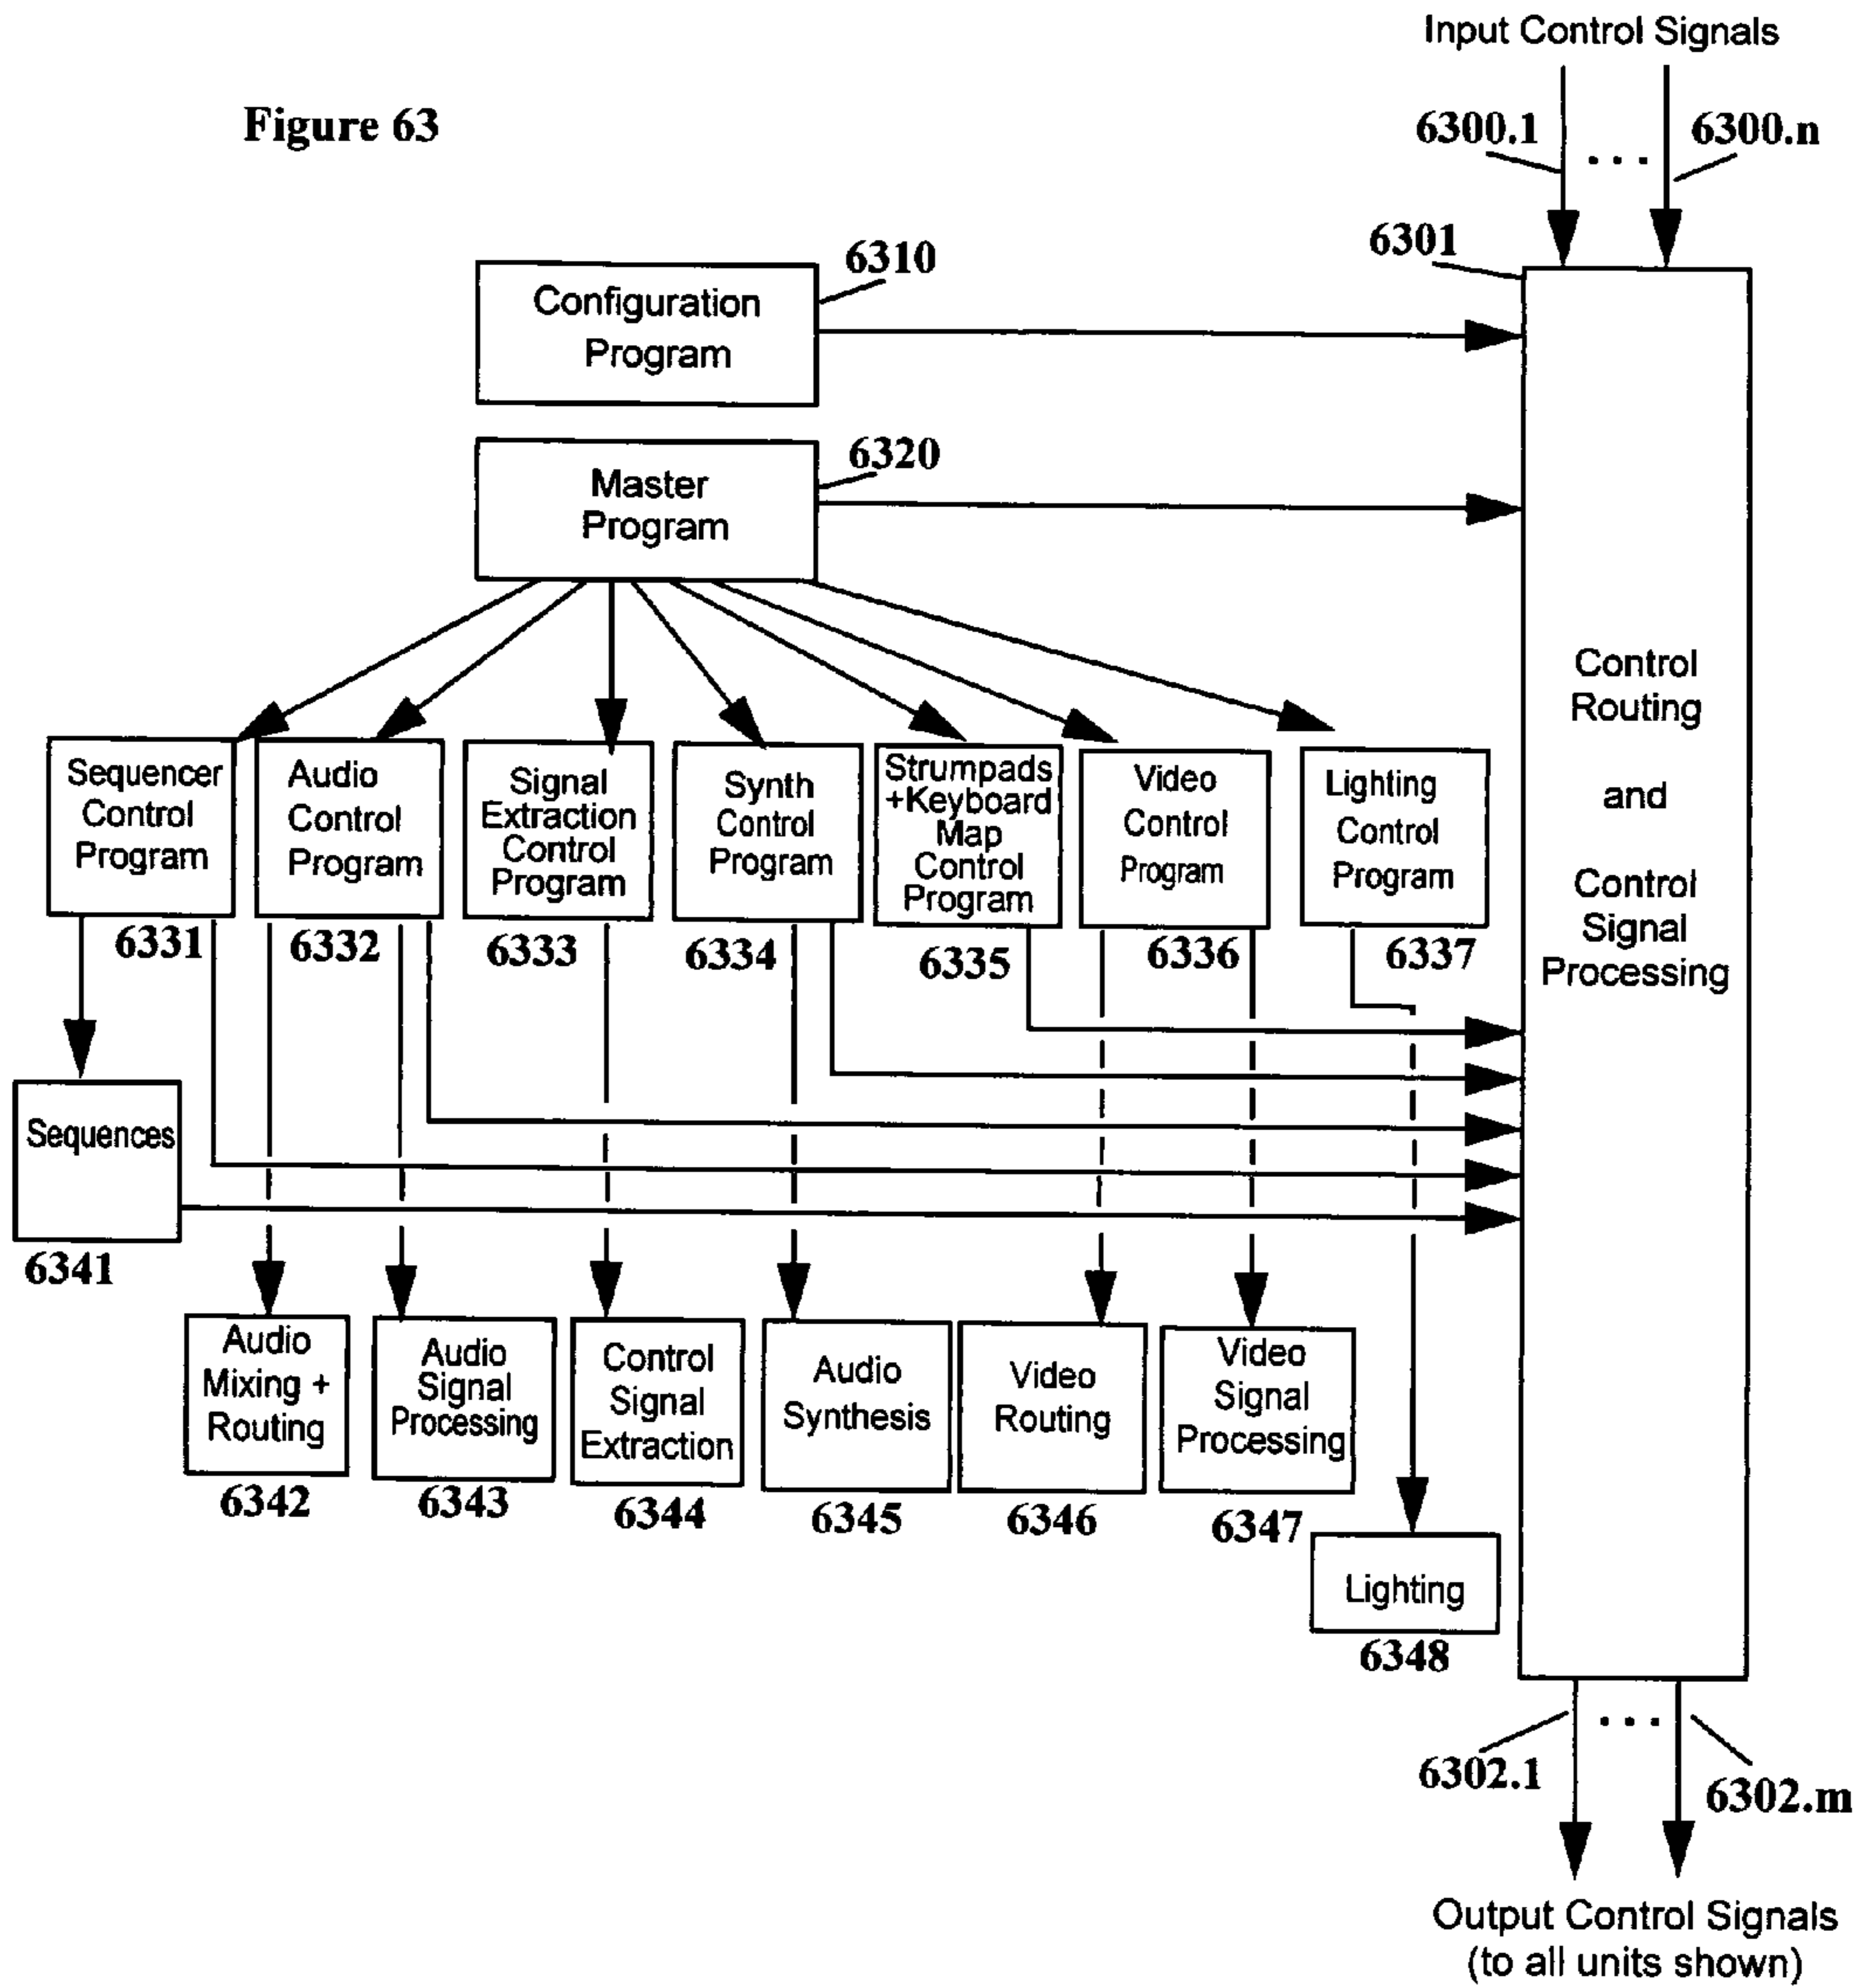 Input Control Signals
Figure 63
6300.1
. . .
6300.n
6301
6310
Configuration
Program
6320
Master
Program
Control
Routing
and
Control
Signal
Processing
Sequencer
Control
Program
6331
Audio
Control
Program
6332
Signal
Extraction
Control
Program
6333
Synth
Control
Program
6334
Strumpads
+Keyboard
Map
Control
Program
6335
Video
Control
Program
6336
Lighting
Control
Program
6337
Sequences
6341
Audio
Mixing +
Routing
6342
Audio
Signal
Processing
6343
Control
Signal
Extraction
6344
Audio
Synthesis
6345
Video
Routing
6346
Video
Signal
Processing
6347
Lighting
6348
6302.1
. . .
6302.m
Output Control Signals
(to all units shown)